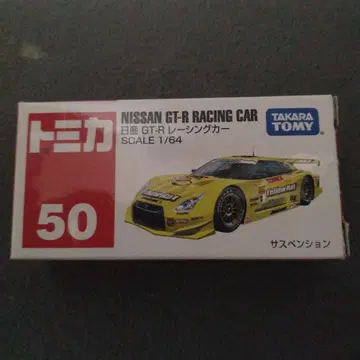 トミカ
50
NISSAN GT-R RACING CAR
日産 GT-R レーシングカー
SCALE 1/64
TAKARA
TOMY
サスペンション